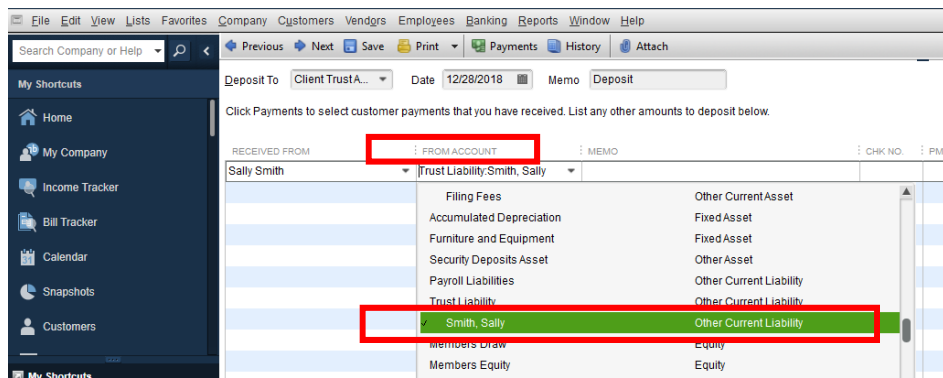 File Edit View Lists Favorites Company Customers Vendors Employees Banking Reports Window Help
Search Company or Help
Previous Next Save Print Payments History Attach
My Shortcuts
Deposit To Client Trust A... Date 12/28/2018 Memo Deposit
Home
Click Payments to select customer payments that you have received. List any other amounts to deposit below.
My Company
RECEIVED FROM FROM ACCOUNT MEMO CHK NO. PM
Sally Smith Trust Liability:Smith, Sally
Income Tracker
Filing Fees Other Current Asset
Accumulated Depreciation Fixed Asset
Bill Tracker
Furniture and Equipment Fixed Asset
Calendar
31
Security Deposits Asset Other Asset
Payroll Liabilities Other Current Liability
Snapshots
Trust Liability Other Current Liability
Customers
Smith, Sally Other Current Liability
Members Draw Equity
Members Equity Equity
My Shortcuts